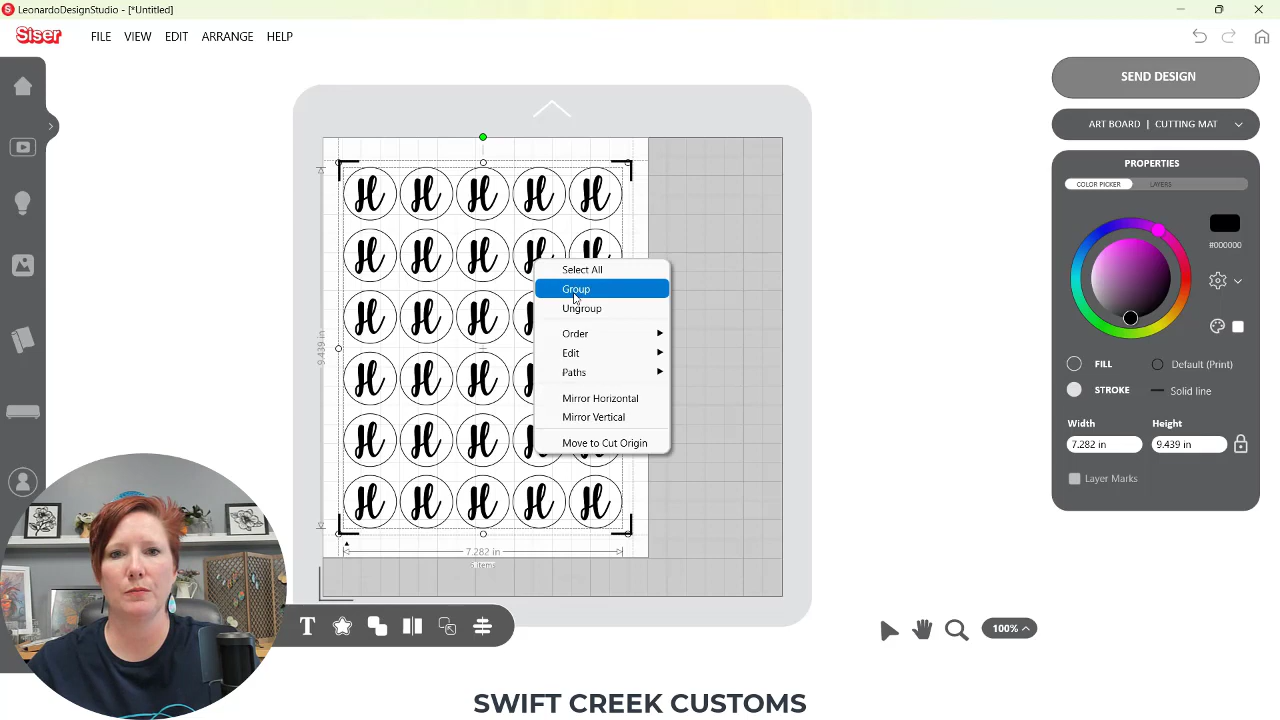 LeonardoDesignStudio - [*Untitled]
Siser
FILE VIEW EDIT ARRANGE HELP
SEND DESIGN
ART BOARD | CUTTING MAT
PROPERTIES
COLOR PICKER LAYERS
#000000
FILL Default (Print)
STROKE Solid line
Width Height
7.282 in 9.439 in
Layer Marks
H H H H H
H H H H H
H H H
H H H
H H H H H
H H H H H
9.439 in
7.282 in
Select All
Group
Ungroup
Order
Edit
Paths
Mirror Horizontal
Mirror Vertical
Move to Cut Origin
T
100%
SWIFT CREEK CUSTOMS